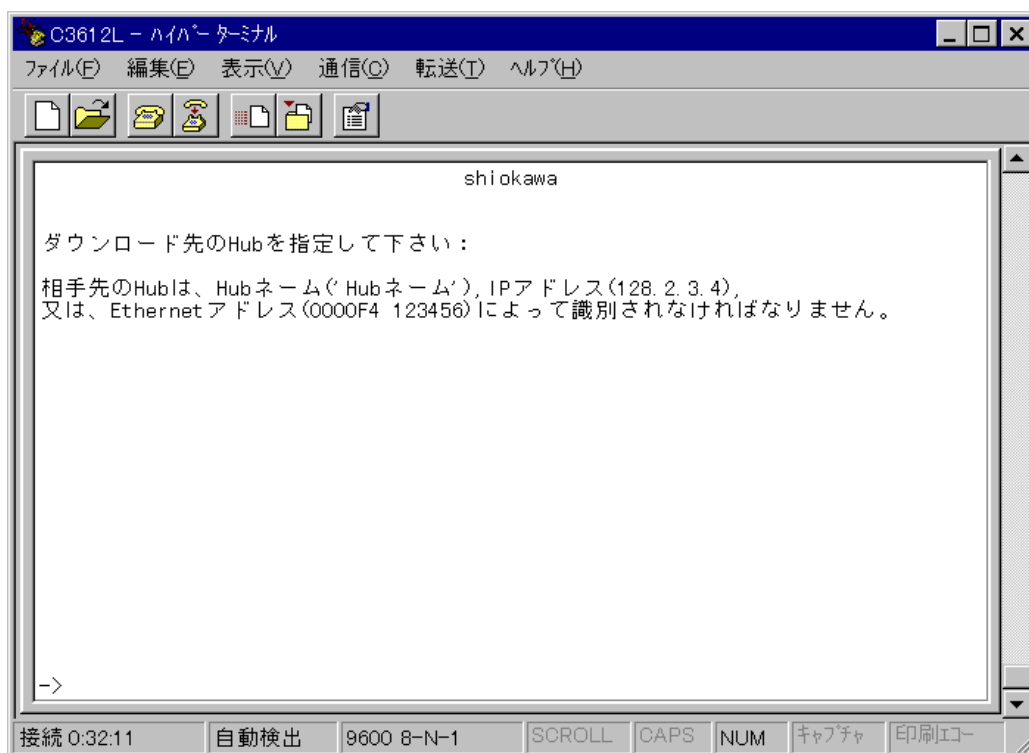 C3612L - ﾊｲﾊﾟｰ ﾀｰﾐﾅﾙ
ﾌｧｲﾙ(F) 編集(E) 表示(V) 通信(C) 転送(T) ﾍﾙﾌﾟ(H)
shiokawa
ダウンロード先のHubを指定して下さい:
相手先のHubは、Hubネーム('Hubネーム'), IPアドレス(128.2.3.4),
又は、Ethernetアドレス(0000F4 123456)によって識別されなければなりません。
->
接続 0:32:11 自動検出 9600 8-N-1 SCROLL CAPS NUM ｷｬﾌﾟﾁｬ 印刷ｴｺｰ